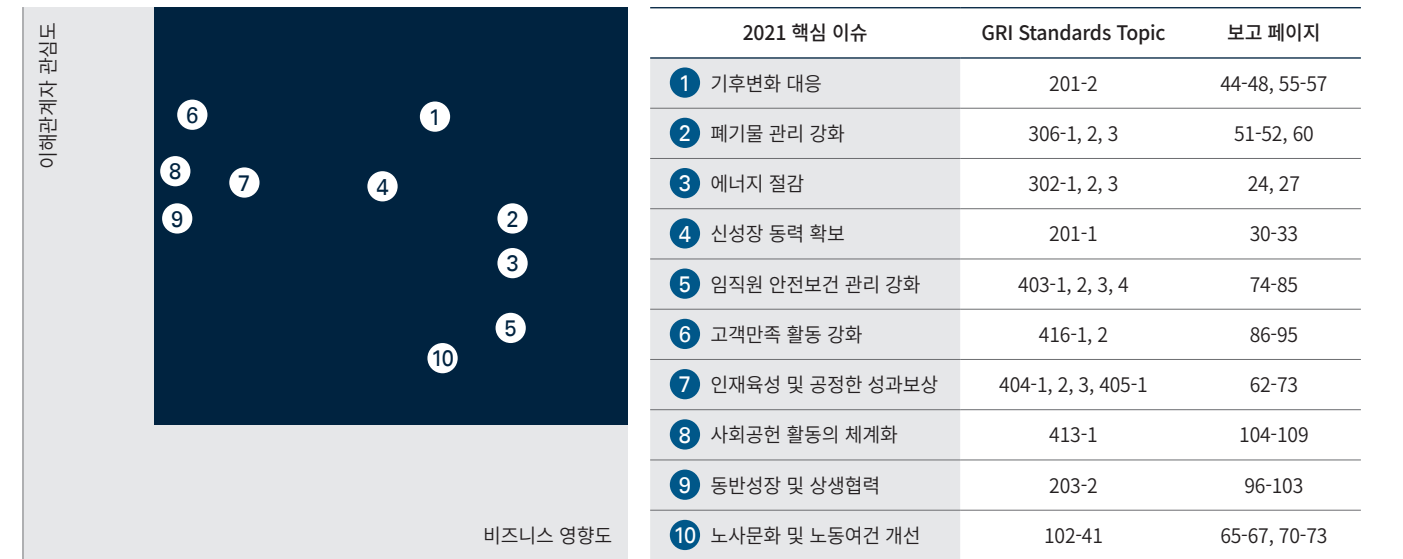 이해관계자 관심도
6
1
8
7
4
9
2
3
5
10
비즈니스 영향도
2021 핵심 이슈 GRI Standards Topic 보고 페이지
1 기후변화 대응 201-2 44-48, 55-57
2 폐기물 관리 강화 306-1, 2, 3 51-52, 60
3 에너지 절감 302-1, 2, 3 24, 27
4 신성장 동력 확보 201-1 30-33
5 임직원 안전보건 관리 강화 403-1, 2, 3, 4 74-85
6 고객만족 활동 강화 416-1, 2 86-95
7 인재육성 및 공정한 성과보상 404-1, 2, 3, 405-1 62-73
8 사회공헌 활동의 체계화 413-1 104-109
9 동반성장 및 상생협력 203-2 96-103
10 노사문화 및 노동여건 개선 102-41 65-67, 70-73